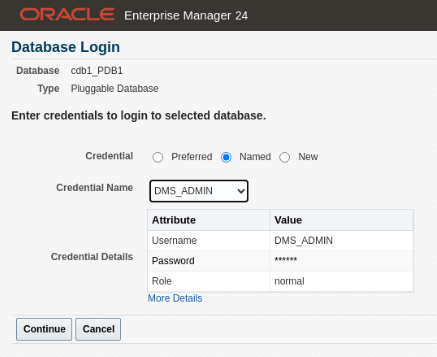 ORACLE Enterprise Manager 24
Database Login
Database cdb1_PDB1
Type Pluggable Database
Enter credentials to login to selected database.
Credential Preferred Named New
Credential Name DMS_ADMIN
Attribute Value
Username DMS_ADMIN
Credential Details Password ******
Role normal
More Details
Continue Cancel